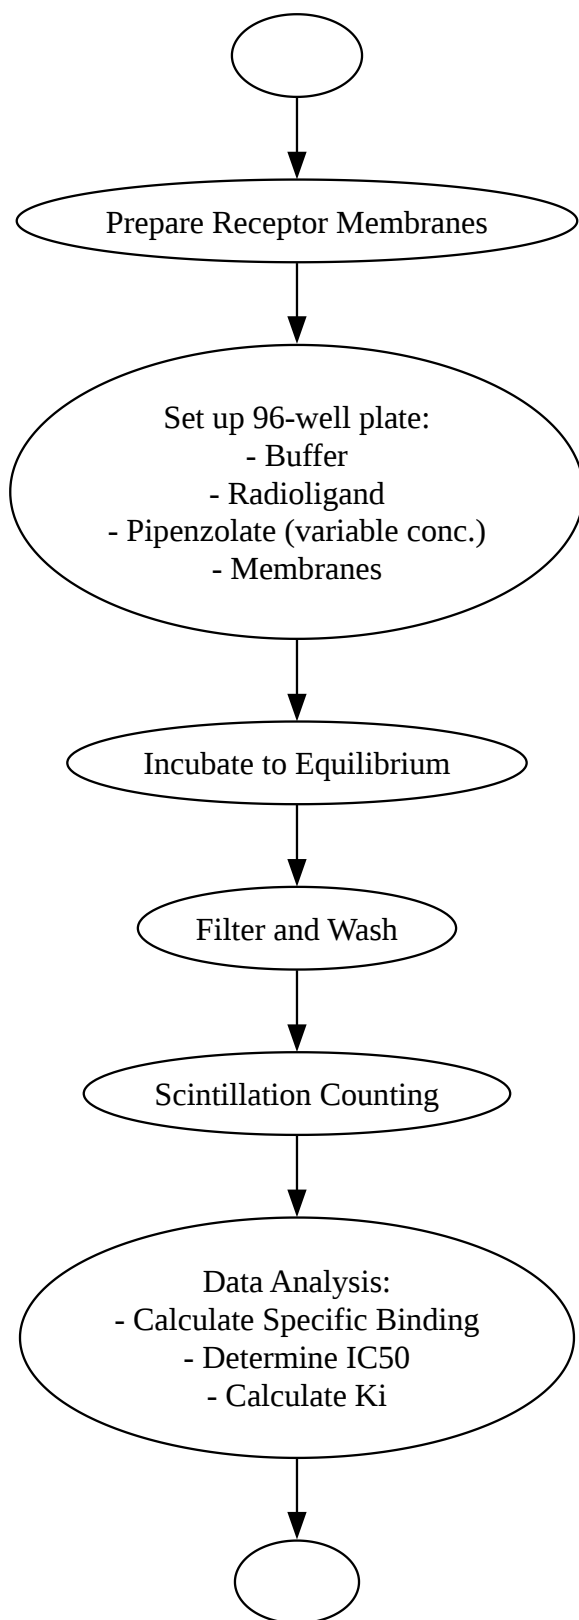 Prepare Receptor Membranes
Set up 96-well plate:
- Buffer
- Radioligand
- Pipenzolate (variable conc.)
- Membranes
Incubate to Equilibrium
Filter and Wash
Scintillation Counting
Data Analysis:
- Calculate Specific Binding
- Determine IC50
- Calculate Ki